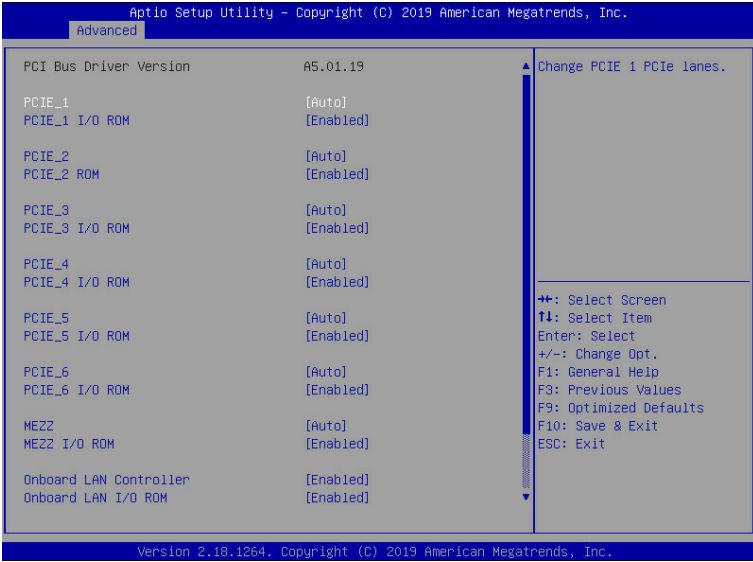 Aptio Setup Utility – Copyright (C) 2019 American Megatrends, Inc.
Advanced
PCI Bus Driver Version A5.01.19
PCIE_1 [Auto]
PCIE_1 I/O ROM [Enabled]
PCIE_2 [Auto]
PCIE_2 ROM [Enabled]
PCIE_3 [Auto]
PCIE_3 I/O ROM [Enabled]
PCIE_4 [Auto]
PCIE_4 I/O ROM [Enabled]
PCIE_5 [Auto]
PCIE_5 I/O ROM [Enabled]
PCIE_6 [Auto]
PCIE_6 I/O ROM [Enabled]
MEZZ [Auto]
MEZZ I/O ROM [Enabled]
Onboard LAN Controller [Enabled]
Onboard LAN I/O ROM [Enabled]
Change PCIE 1 PCIe lanes.
→←: Select Screen
↑↓: Select Item
Enter: Select
+/-: Change Opt.
F1: General Help
F3: Previous Values
F9: Optimized Defaults
F10: Save & Exit
ESC: Exit
Version 2.18.1264. Copyright (C) 2019 American Megatrends, Inc.